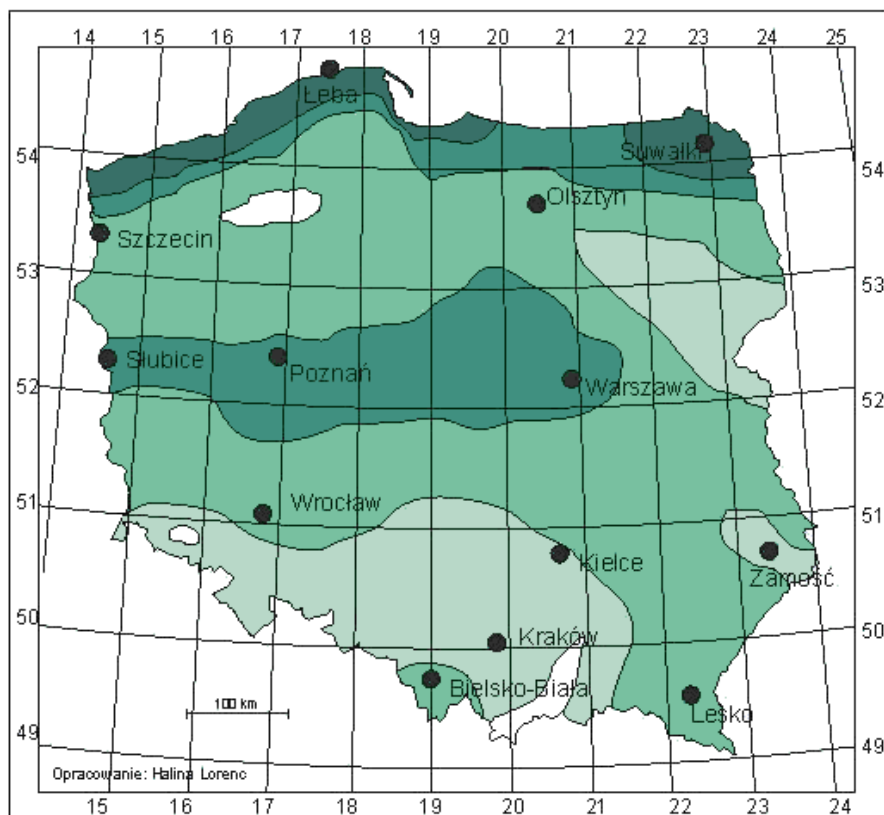 14 15 16 17 18 19 20 21 22 23 24 25
Łeba
54
Suwałki
54
Olsztyn
Szczecin
53
53
Słubice
Poznań
Warszawa
52
52
Wrocław
51
51
Kielce
Zamość
50
50
Kraków
Bielsko-Biała
Lesko
100 km
49
49
Opracowanie: Halina Lorenc
15 16 17 18 19 20 21 22 23 24